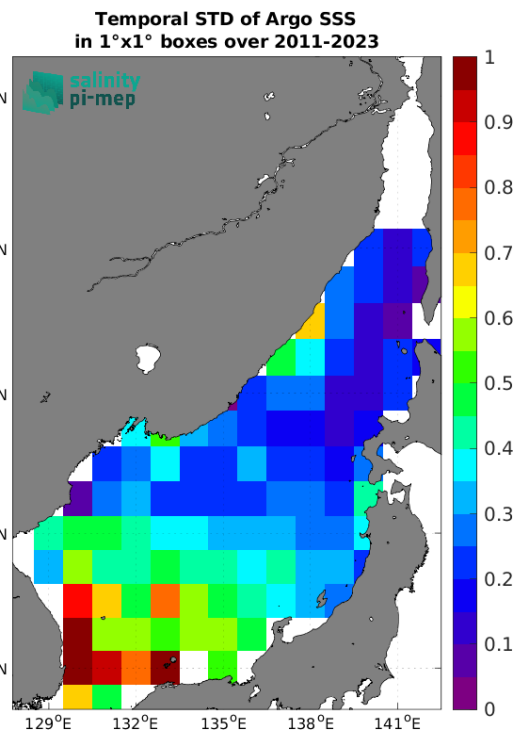 Temporal STD of Argo SSS
in 1°x1° boxes over 2011-2023
salinity
pi-mep
N
N
N
N
N
1
0.9
0.8
0.7
0.6
0.5
0.4
0.3
0.2
0.1
0
129°E 132°E 135°E 138°E 141°E